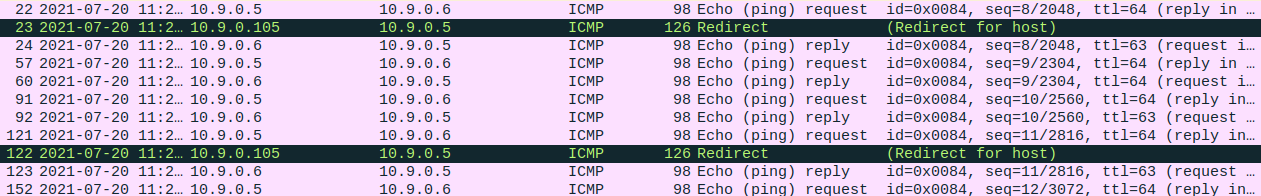 22 2021-07-20 11:2… 10.9.0.5 10.9.0.6 ICMP 98 Echo (ping) request id=0x0084, seq=8/2048, ttl=64 (reply in …
23 2021-07-20 11:2… 10.9.0.105 10.9.0.5 ICMP 126 Redirect (Redirect for host)
24 2021-07-20 11:2… 10.9.0.6 10.9.0.5 ICMP 98 Echo (ping) reply id=0x0084, seq=8/2048, ttl=63 (request i…
57 2021-07-20 11:2… 10.9.0.5 10.9.0.6 ICMP 98 Echo (ping) request id=0x0084, seq=9/2304, ttl=64 (reply in …
60 2021-07-20 11:2… 10.9.0.6 10.9.0.5 ICMP 98 Echo (ping) reply id=0x0084, seq=9/2304, ttl=64 (request i…
91 2021-07-20 11:2… 10.9.0.5 10.9.0.6 ICMP 98 Echo (ping) request id=0x0084, seq=10/2560, ttl=64 (reply in…
92 2021-07-20 11:2… 10.9.0.6 10.9.0.5 ICMP 98 Echo (ping) reply id=0x0084, seq=10/2560, ttl=63 (request …
121 2021-07-20 11:2… 10.9.0.5 10.9.0.6 ICMP 98 Echo (ping) request id=0x0084, seq=11/2816, ttl=64 (reply in…
122 2021-07-20 11:2… 10.9.0.105 10.9.0.5 ICMP 126 Redirect (Redirect for host)
123 2021-07-20 11:2… 10.9.0.6 10.9.0.5 ICMP 98 Echo (ping) reply id=0x0084, seq=11/2816, ttl=63 (request …
152 2021-07-20 11:2… 10.9.0.5 10.9.0.6 ICMP 98 Echo (ping) request id=0x0084, seq=12/3072, ttl=64 (reply in…